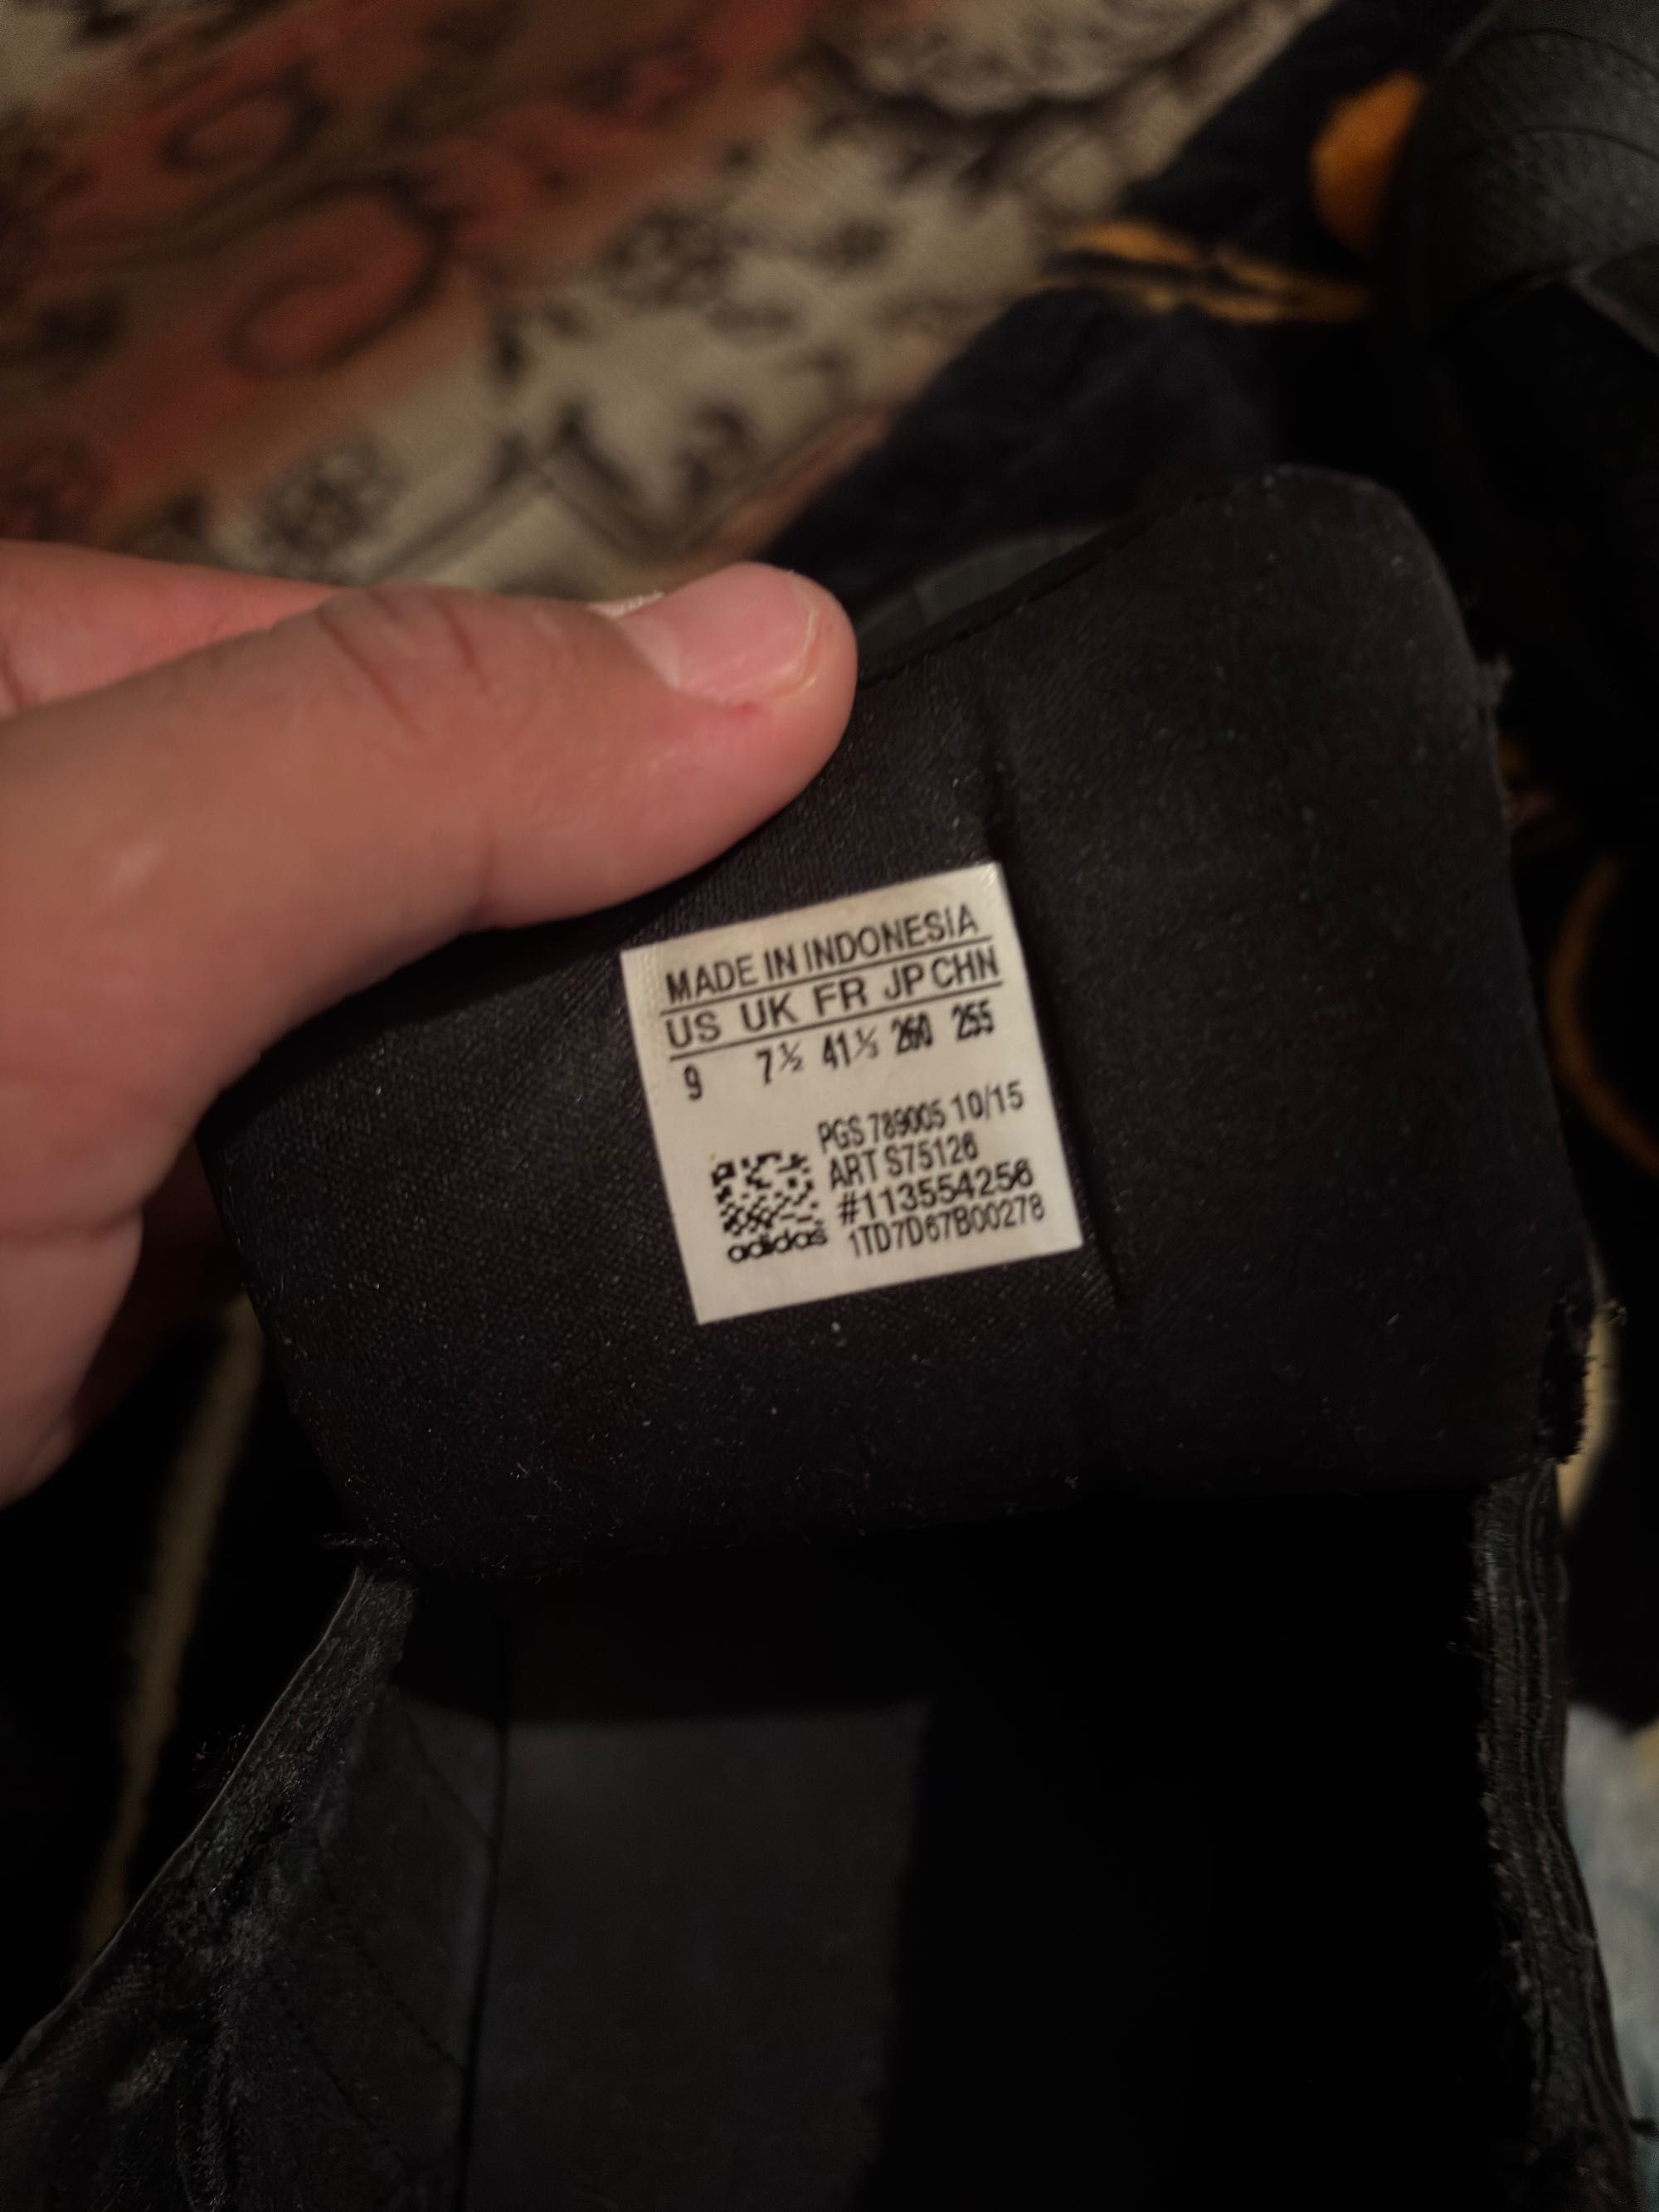 MADE IN INDONESIA
US UK FR JP CHN
9 7½ 41⅓ 260 255
PGS 789005 10/15
ART S75126
#113554256
1TD7D67B00278
adidas